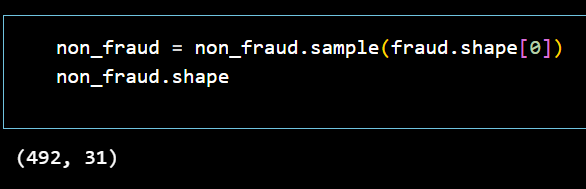 non_fraud = non_fraud.sample(fraud.shape[0])
non_fraud.shape
(492, 31)